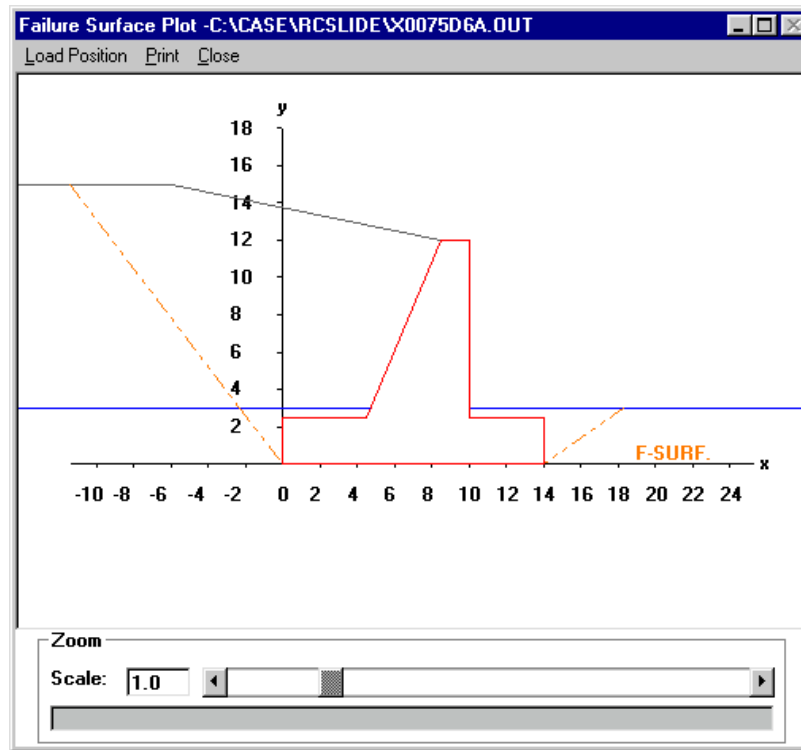 Failure Surface Plot -C:\CASE\RCSLIDE\X0075D6A.OUT
Load Position Print Close
y
18
16
14
12
10
8
6
4
2
F-SURF.
x
-10 -8 -6 -4 -2 0 2 4 6 8 10 12 14 16 18 20 22 24
Zoom
Scale: 1.0